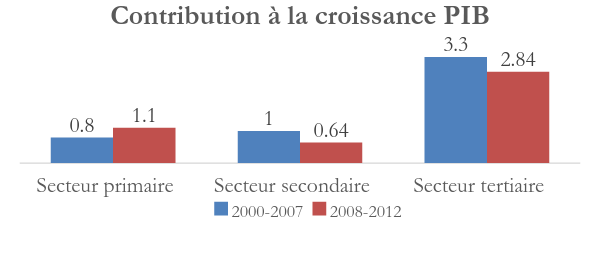 Contribution à la croissance PIB
3.3
2.84
0.8
1.1
1
0.64
Secteur primaire
Secteur secondaire
Secteur tertiaire
2000-2007
2008-2012